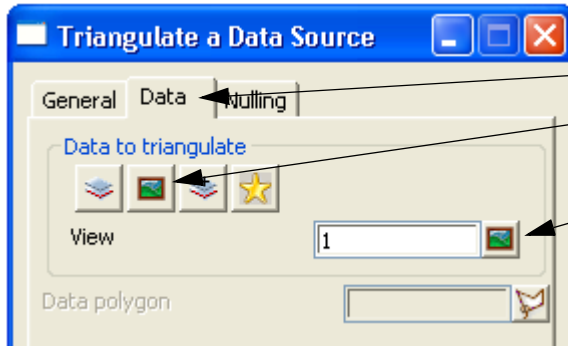 Triangulate a Data Source
General Data Nulling
Data to triangulate
View 1
Data polygon